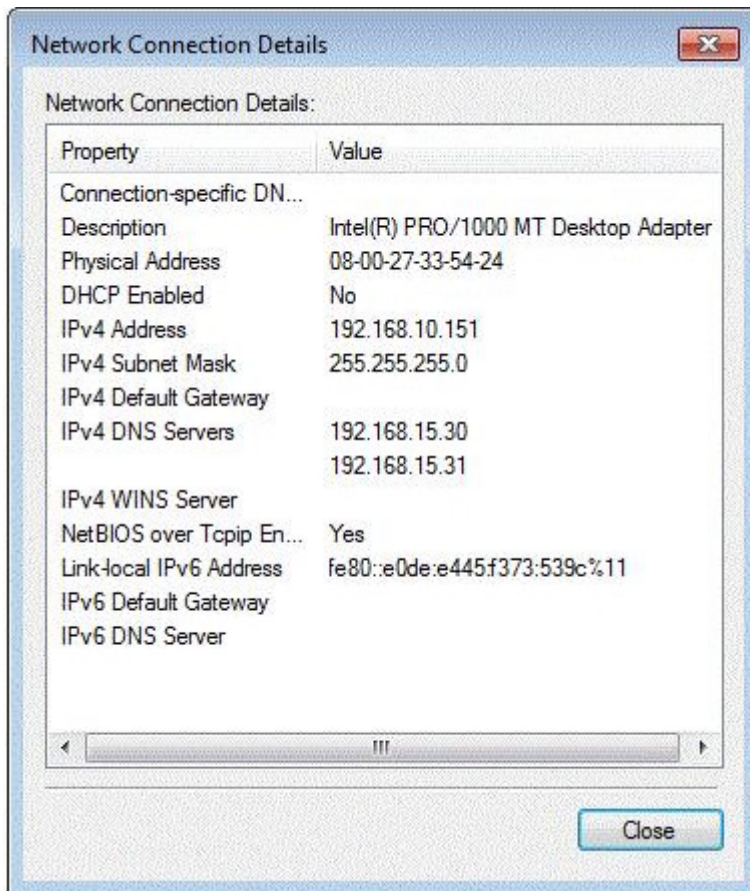 Network Connection Details
Network Connection Details:
Property Value
Connection-specific DN...
Description Intel(R) PRO/1000 MT Desktop Adapter
Physical Address 08-00-27-33-54-24
DHCP Enabled No
IPv4 Address 192.168.10.151
IPv4 Subnet Mask 255.255.255.0
IPv4 Default Gateway
IPv4 DNS Servers 192.168.15.30
192.168.15.31
IPv4 WINS Server
NetBIOS over Tcpip En... Yes
Link-local IPv6 Address fe80::e0de:e445:f373:539c%11
IPv6 Default Gateway
IPv6 DNS Server
Close